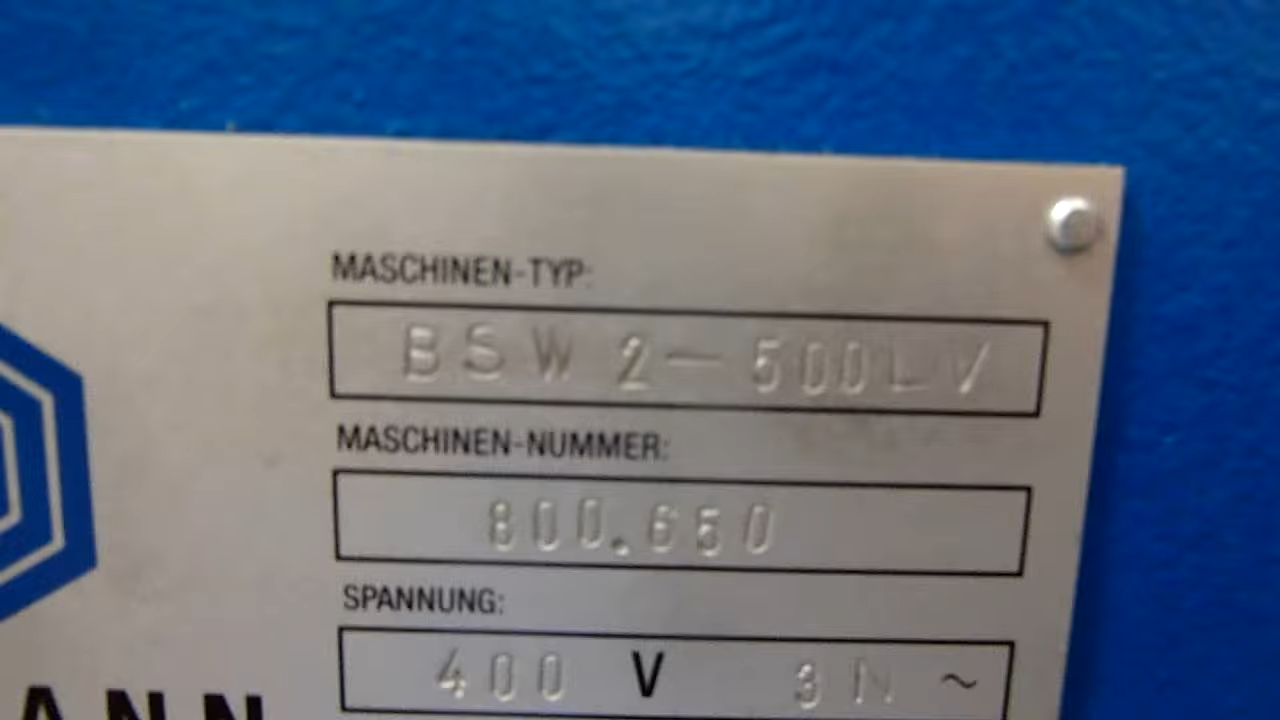 MASCHINEN-TYP:
BSW 2-500LV
MASCHINEN-NUMMER:
800.650
SPANNUNG:
400 V 3N ~
ANN